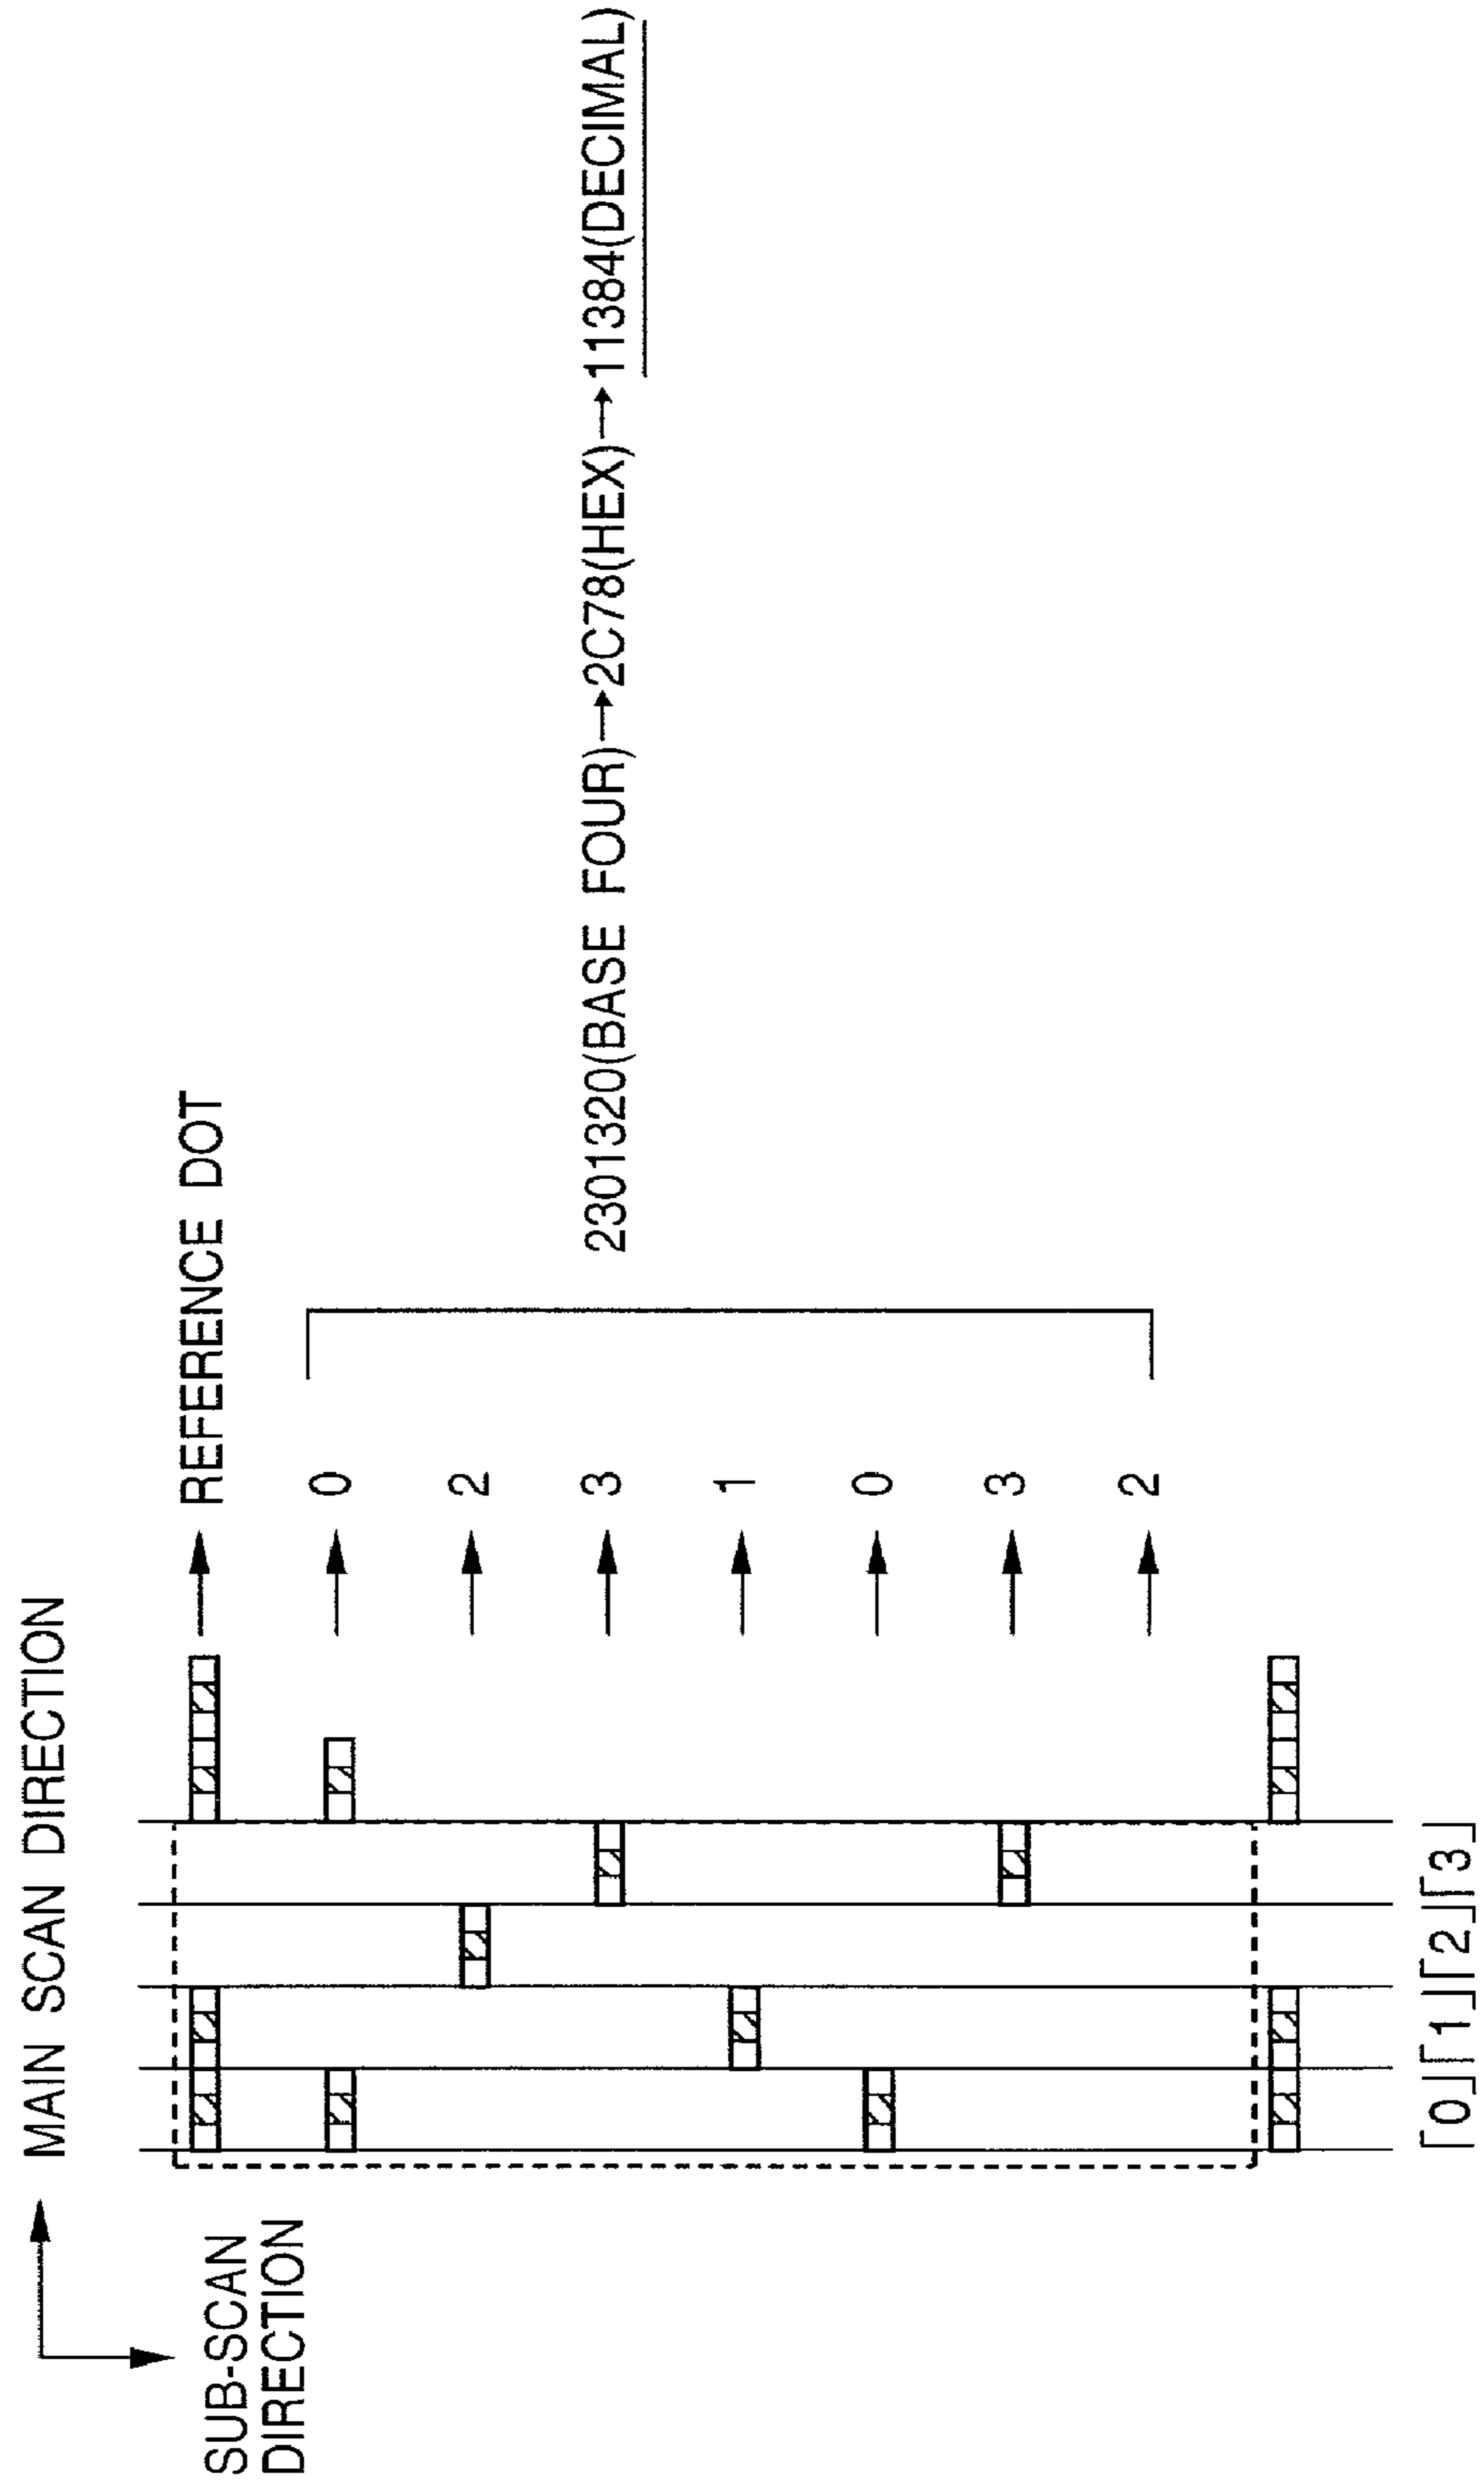 MAIN SCAN DIRECTION
SUB-SCAN
DIRECTION
REFERENCE DOT
0
2
3
1
0
3
2
2301320(BASE FOUR)→2C78(HEX)→11384(DECIMAL)
「0」「1」「2」「3」